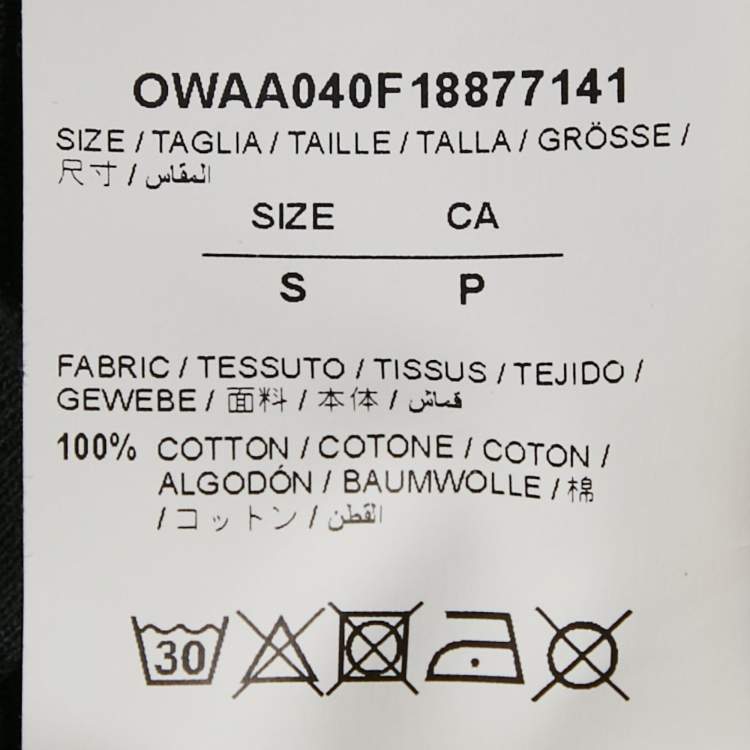 OWAA040F18877141
SIZE / TAGLIA / TAILLE / TALLA / GRÖSSE /
尺寸 / المقاس
SIZE CA
S P
FABRIC / TESSUTO / TISSUS / TEJIDO /
GEWEBE / 面料 / 本体 / قماش
100% COTTON / COTONE / COTON /
ALGODÓN / BAUMWOLLE / 棉
/ コットン / القطن
30